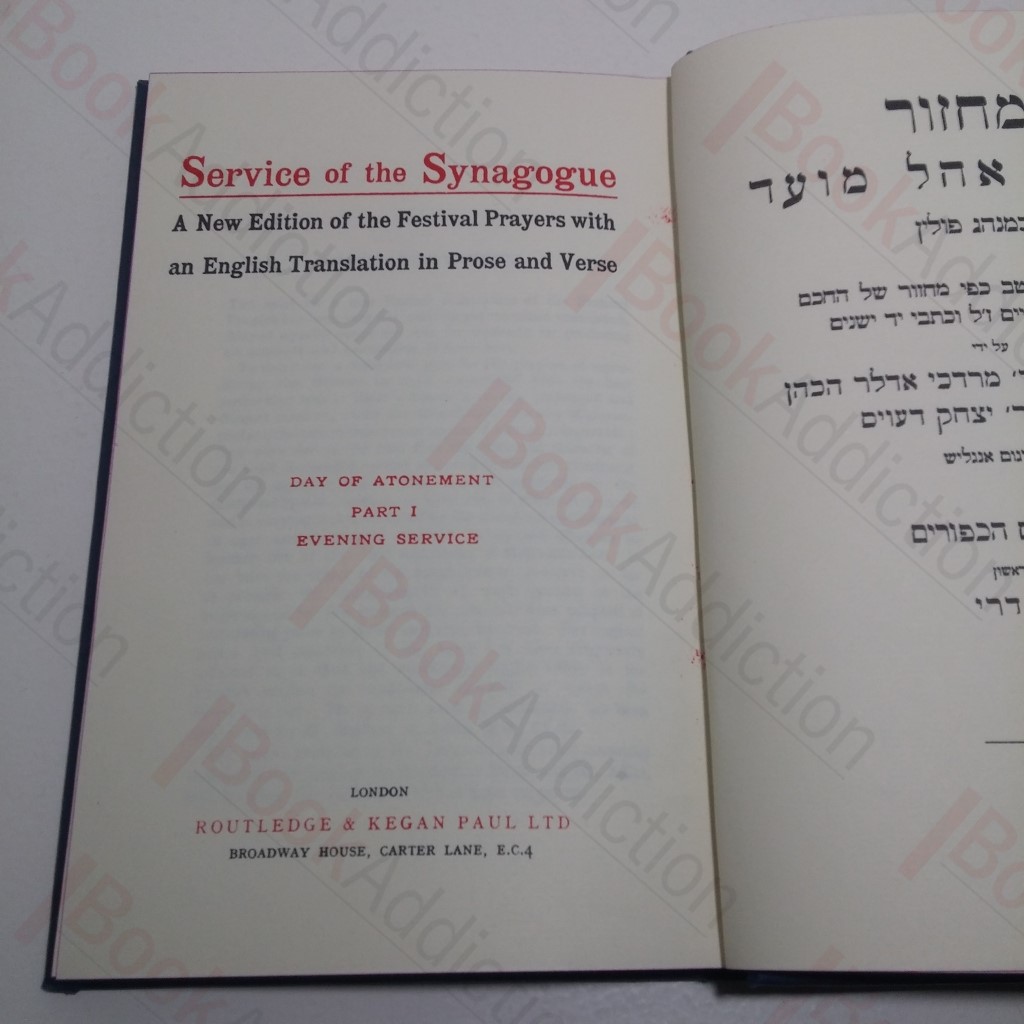 Service of the Synagogue
A New Edition of the Festival Prayers with
an English Translation in Prose and Verse
DAY OF ATONEMENT
PART I
EVENING SERVICE
LONDON
ROUTLEDGE & KEGAN PAUL LTD
BROADWAY HOUSE, CARTER LANE, E.C.4
מחזור
אהל מועד
כמנהג פולין
כפי מחזור של החכם
ז״ל וכתבי יד ישנים
על ידי
מרדכי אדלר הכהן
יצחק דעוים
אנגליש
הכפורים
BookAddiction